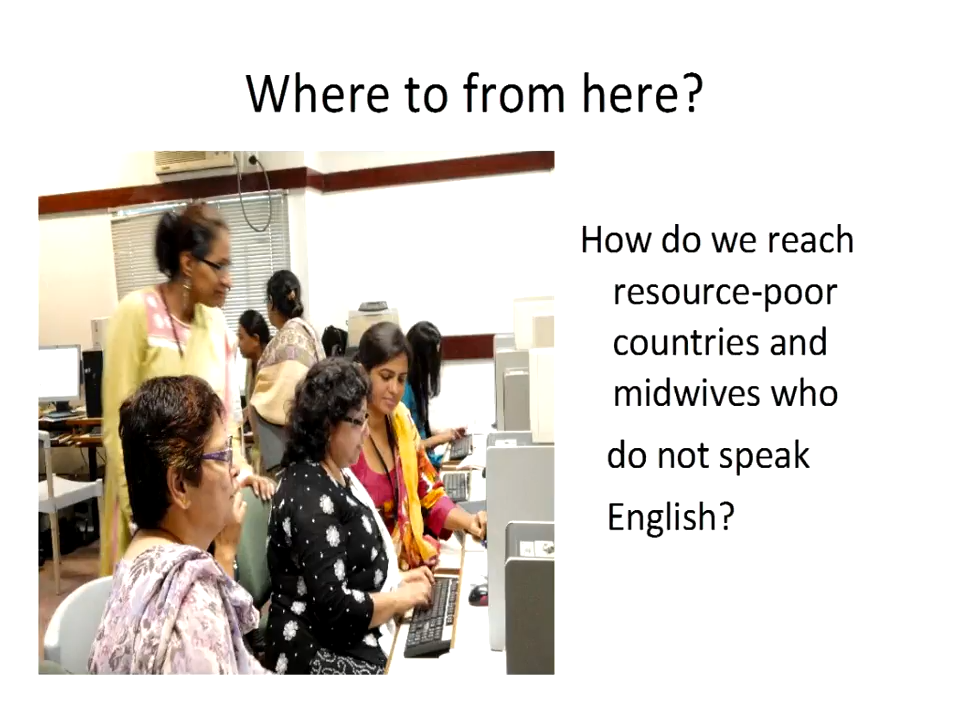 Where to from here?
How do we reach
resource-poor
countries and
midwives who
do not speak
English?